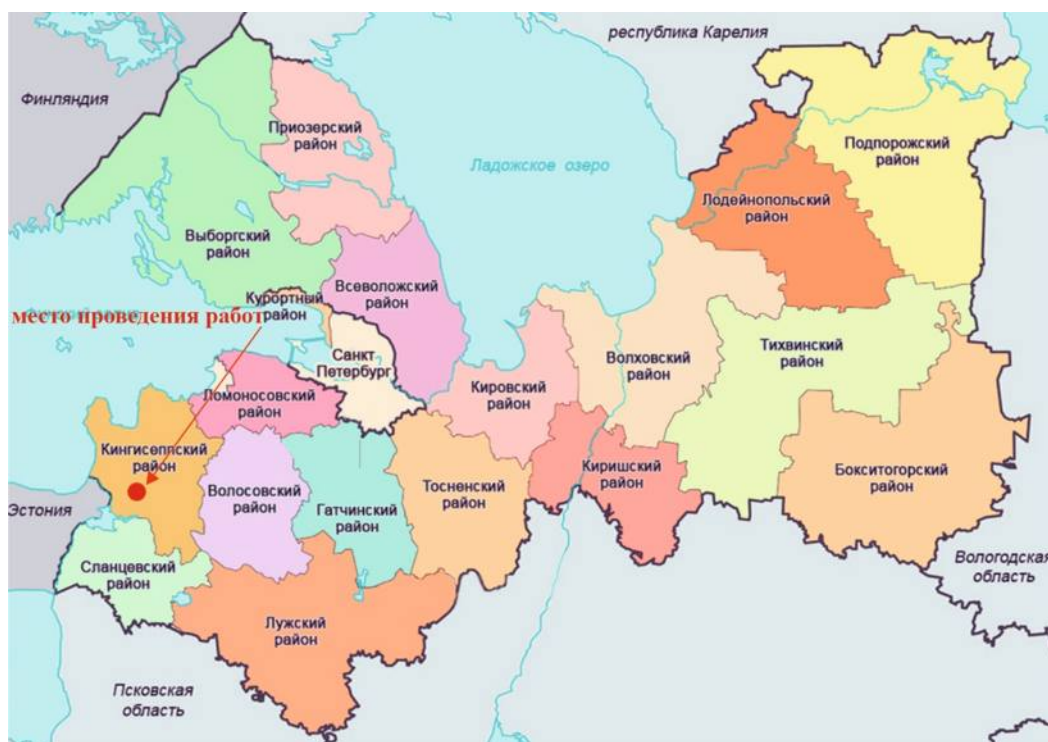 республика Карелия
Финляндия
Приозерский
район
Подпорожский
район
Ладожское озеро
Лодейнопольский
район
Выборгский
район
Всеволожский
район
Курортный
район
место проведения работ
Санкт
Петербург
Волховский
район
Тихвинский
район
Кировский
район
Ломоносовский
район
Кингисеппский
район
Киришский
район
Бокситогорский
район
Волосовский
район
Тосненский
район
Гатчинский
район
Эстония
Сланцевский
район
Вологодская
область
Лужский
район
Псковская
область